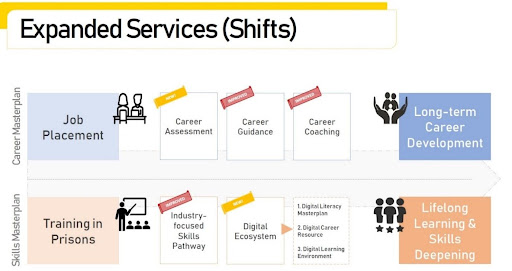 Expanded Services (Shifts)
Career Masterplan
Job
Placement
NEW!
Career
Assessment
IMPROVED
Career
Guidance
IMPROVED
Career
Coaching
Long-term
Career
Development
Skills Masterplan
Training in
Prisons
IMPROVED
Industry-
focused
Skills
Pathway
NEW!
Digital
Ecosystem
1. Digital Literacy
Masterplan
2. Digital Career
Resource
3. Digital Learning
Environment
Lifelong
Learning
& Skills
Deepening